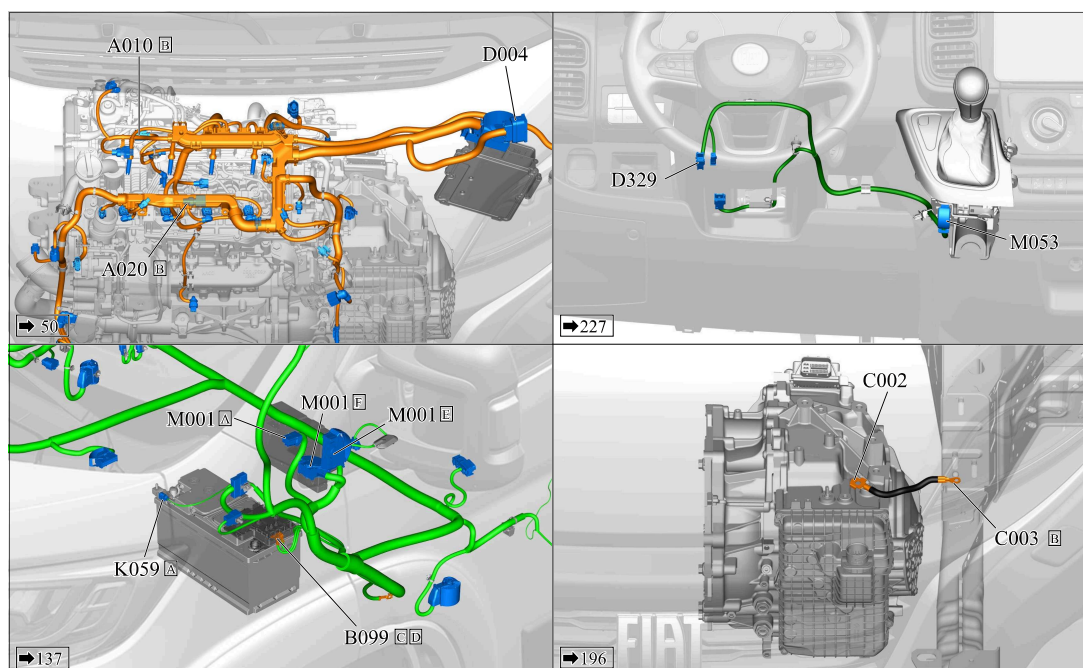 A010 B
D004
A020 B
➡ 50
D329
M053
➡227
M001 F
M001 A
M001 E
K059 A
B099 C D
➡137
C002
C003 B
FIAT
➡196